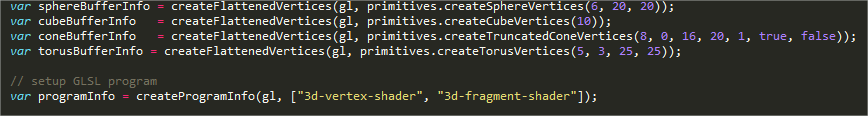 var sphereBufferInfo = createFlattenedVertices(gl, primitives.createSphereVertices(6, 20, 20));
var cubeBufferInfo   = createFlattenedVertices(gl, primitives.createCubeVertices(10));
var coneBufferInfo   = createFlattenedVertices(gl, primitives.createTruncatedConeVertices(8, 0, 16, 20, 1, true, false));
var torusBufferInfo = createFlattenedVertices(gl, primitives.createTorusVertices(5, 3, 25, 25));
// setup GLSL program
var programInfo = createProgramInfo(gl, ["3d-vertex-shader", "3d-fragment-shader"]);